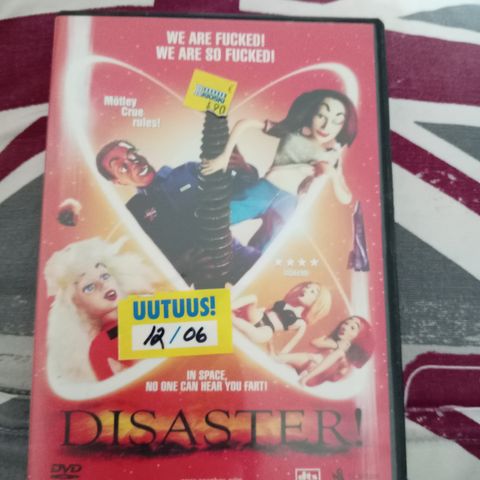 WE ARE FUCKED!
WE ARE SO FUCKED!
Mötley
Crue
rules!
★★★★
UUTUUS!
12/06
IN SPACE,
NO ONE CAN HEAR YOU FART!
DISASTER!
DVD
dts